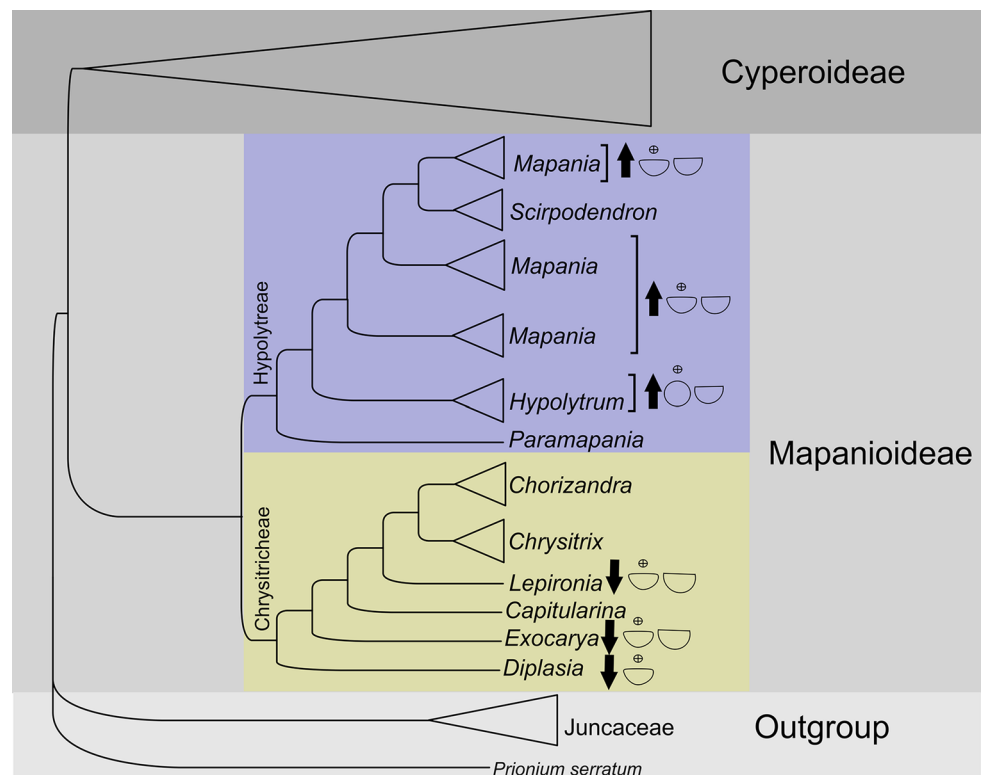 Cyperoideae
Mapania
Scirpodendron
Mapania
Mapania
Hypolytrum
Paramapania
Hypolytreae
Mapanioideae
Chorizandra
Chrysitrix
Lepironia
Capitularina
Exocarya
Diplasia
Chrysitricheae
Juncaceae
Outgroup
Prionium serratum